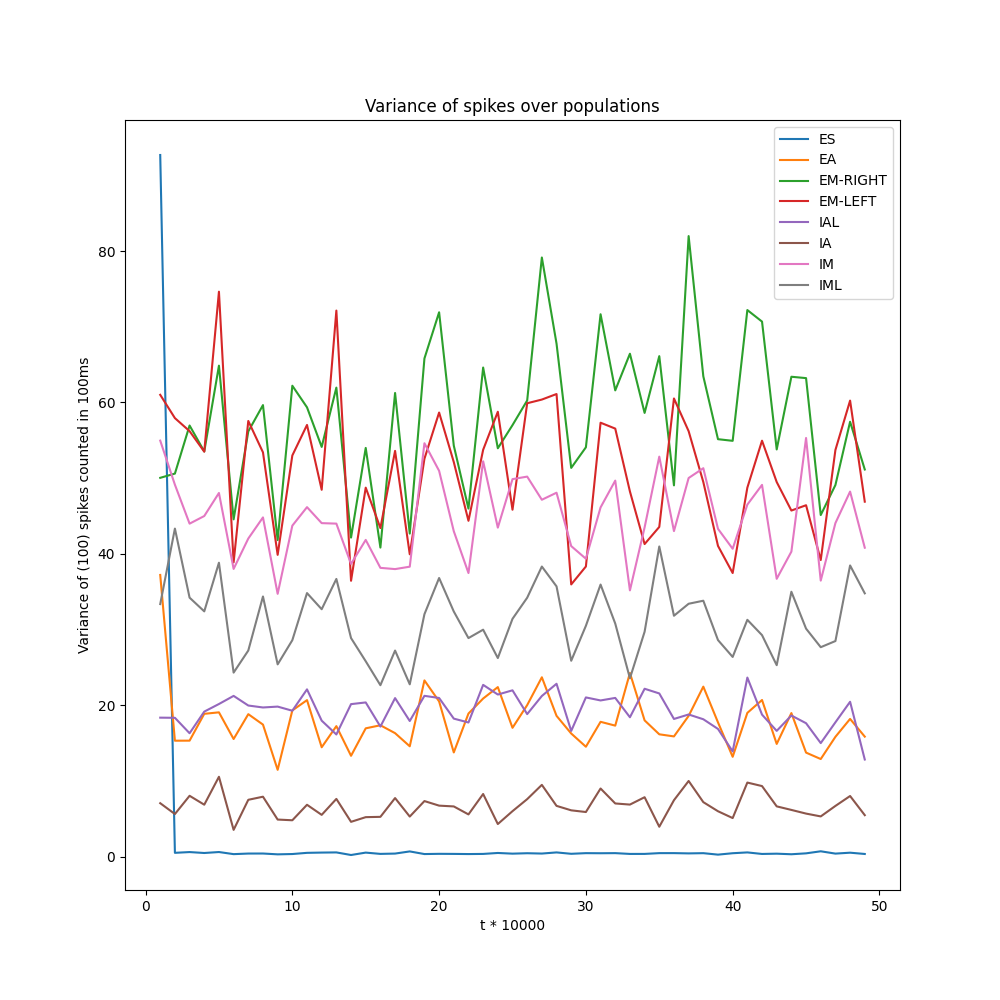 Variance of spikes over populations
ES
EA
EM-RIGHT
EM-LEFT
IAL
IA
IM
IML
80
60
40
20
0
Variance of (100) spikes counted in 100ms
0 10 20 30 40 50
t * 10000